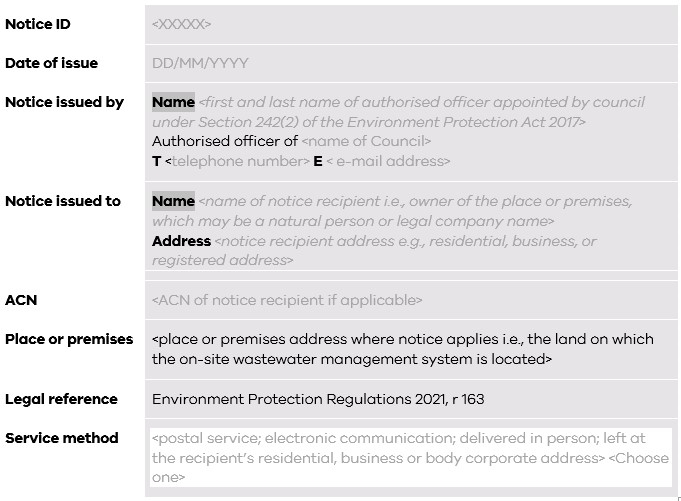 Notice ID <XXXXX>
Date of issue DD/MM/YYYY
Notice issued by Name <first and last name of authorised officer appointed by council
under Section 242(2) of the Environment Protection Act 2017>
Authorised officer of <name of Council>
T <telephone number> E < e-mail address>
Notice issued to Name <name of notice recipient i.e., owner of the place or premises,
which may be a natural person or legal company name>
Address <notice recipient address e.g., residential, business, or
registered address>
ACN <ACN of notice recipient if applicable>
Place or premises <place or premises address where notice applies i.e., the land on which
the on-site wastewater management system is located>
Legal reference Environment Protection Regulations 2021, r 163
Service method <postal service; electronic communication; delivered in person; left at
the recipient's residential, business or body corporate address> <Choose
one>